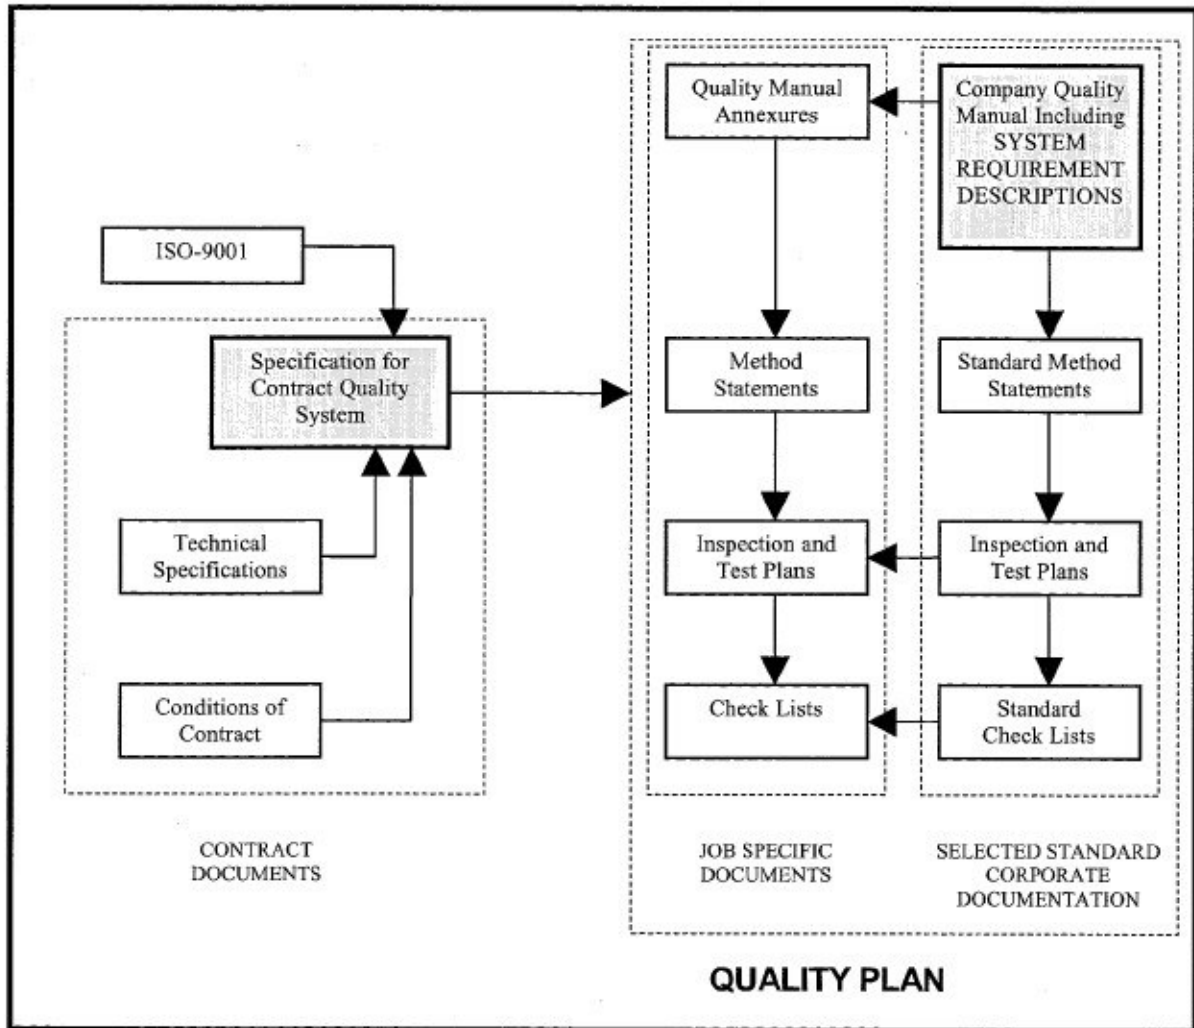 Quality Manual
Annexures
Company Quality
Manual Including
SYSTEM
REQUIREMENT
DESCRIPTIONS
ISO-9001
Specification for
Contract Quality
System
Method
Statements
Standard Method
Statements
Technical
Specifications
Inspection and
Test Plans
Inspection and
Test Plans
Conditions of
Contract
Check Lists
Standard
Check Lists
CONTRACT
DOCUMENTS
JOB SPECIFIC
DOCUMENTS
SELECTED STANDARD
CORPORATE
DOCUMENTATION
QUALITY PLAN